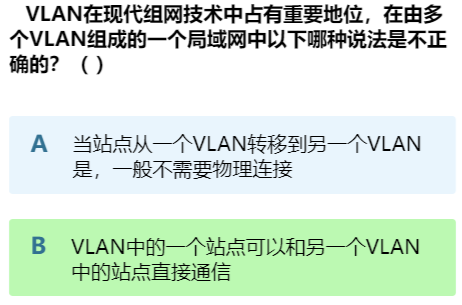 VLAN在现代组网技术中占有重要地位，在由多
个VLAN组成的一个局域网中以下哪种说法是不正
确的？（ ）
A 当站点从一个VLAN转移到另一个VLAN
是，一般不需要物理连接
B VLAN中的一个站点可以和另一个VLAN
中的站点直接通信